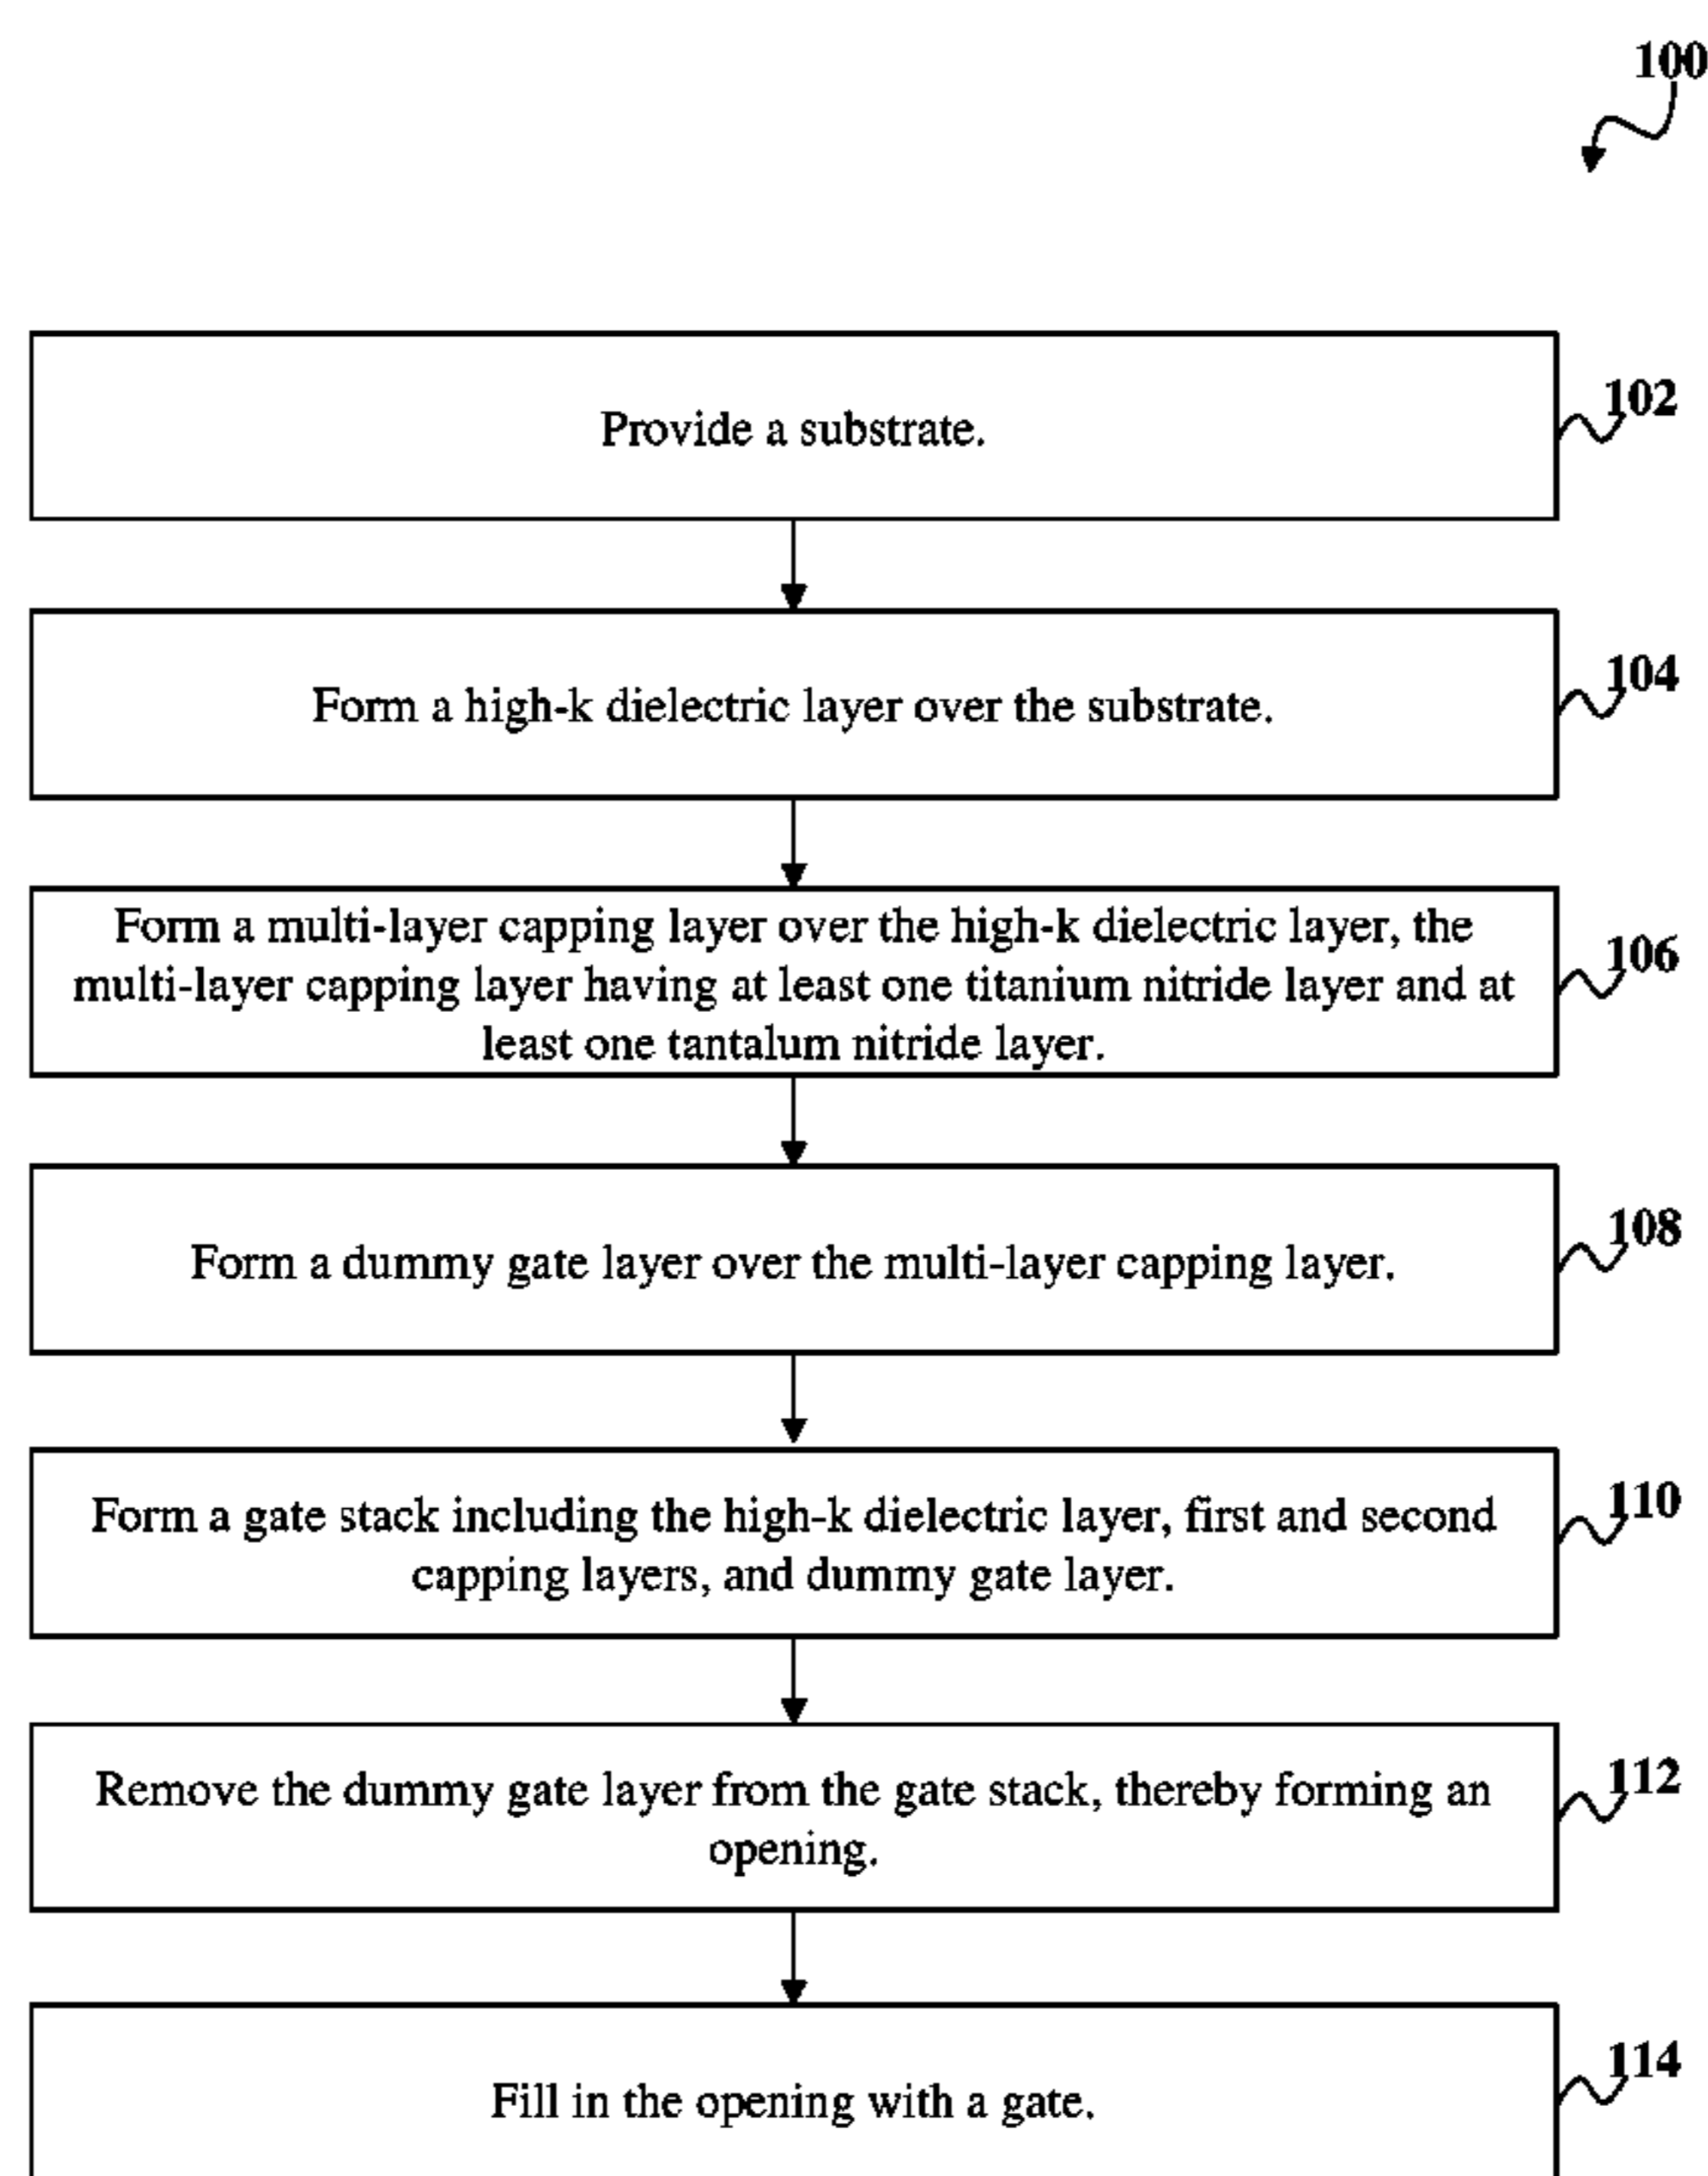 100
Provide a substrate.
102
Form a high-k dielectric layer over the substrate.
104
Form a multi-layer capping layer over the high-k dielectric layer, the
multi-layer capping layer having at least one titanium nitride layer and at
least one tantalum nitride layer.
106
Form a dummy gate layer over the multi-layer capping layer.
108
Form a gate stack including the high-k dielectric layer, first and second
capping layers, and dummy gate layer.
110
Remove the dummy gate layer from the gate stack, thereby forming an
opening.
112
Fill in the opening with a gate.
114